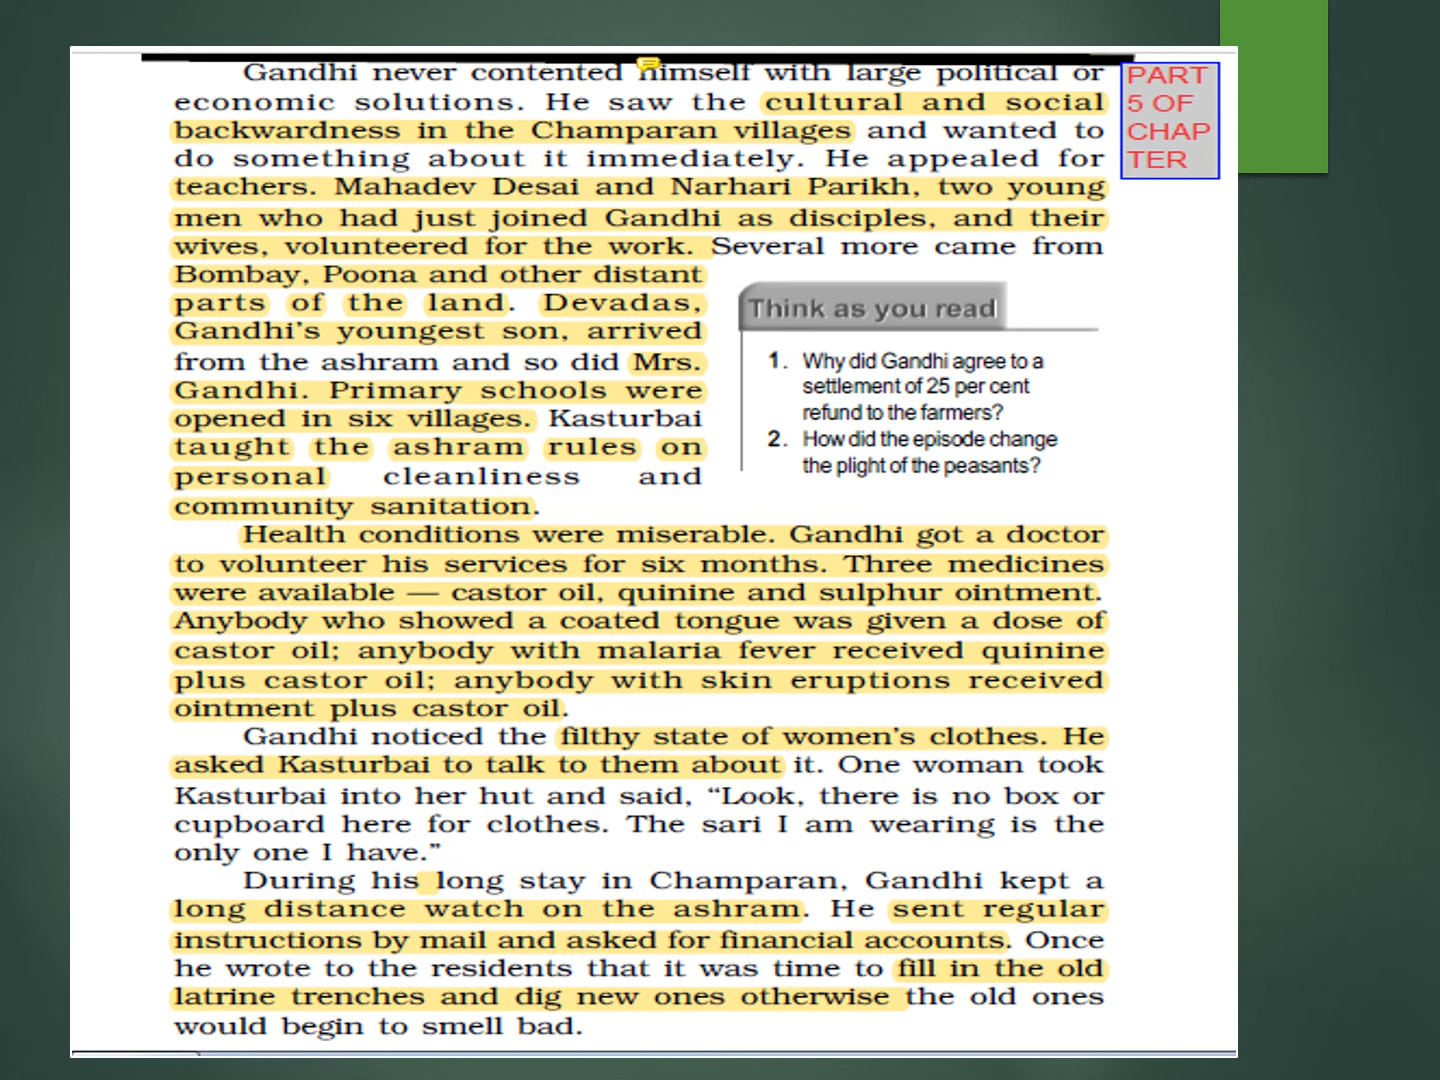 Gandhi never contented himself with large political or
economic solutions. He saw the cultural and social
backwardness in the Champaran villages and wanted to
do something about it immediately. He appealed for
teachers. Mahadev Desai and Narhari Parikh, two young
men who had just joined Gandhi as disciples, and their
wives, volunteered for the work. Several more came from
Bombay, Poona and other distant
parts of the land. Devadas,
Gandhi's youngest son, arrived
from the ashram and so did Mrs.
Gandhi. Primary schools were
opened in six villages. Kasturbai
taught the ashram rules on
personal cleanliness and
community sanitation.
Think as you read
1. Why did Gandhi agree to a
settlement of 25 per cent
refund to the farmers?
2. How did the episode change
the plight of the peasants?
Health conditions were miserable. Gandhi got a doctor
to volunteer his services for six months. Three medicines
were available — castor oil, quinine and sulphur ointment.
Anybody who showed a coated tongue was given a dose of
castor oil; anybody with malaria fever received quinine
plus castor oil; anybody with skin eruptions received
ointment plus castor oil.
Gandhi noticed the filthy state of women's clothes. He
asked Kasturbai to talk to them about it. One woman took
Kasturbai into her hut and said, “Look, there is no box or
cupboard here for clothes. The sari I am wearing is the
only one I have.”
During his long stay in Champaran, Gandhi kept a
long distance watch on the ashram. He sent regular
instructions by mail and asked for financial accounts. Once
he wrote to the residents that it was time to fill in the old
latrine trenches and dig new ones otherwise the old ones
would begin to smell bad.
PART
5 OF
CHAP
TER